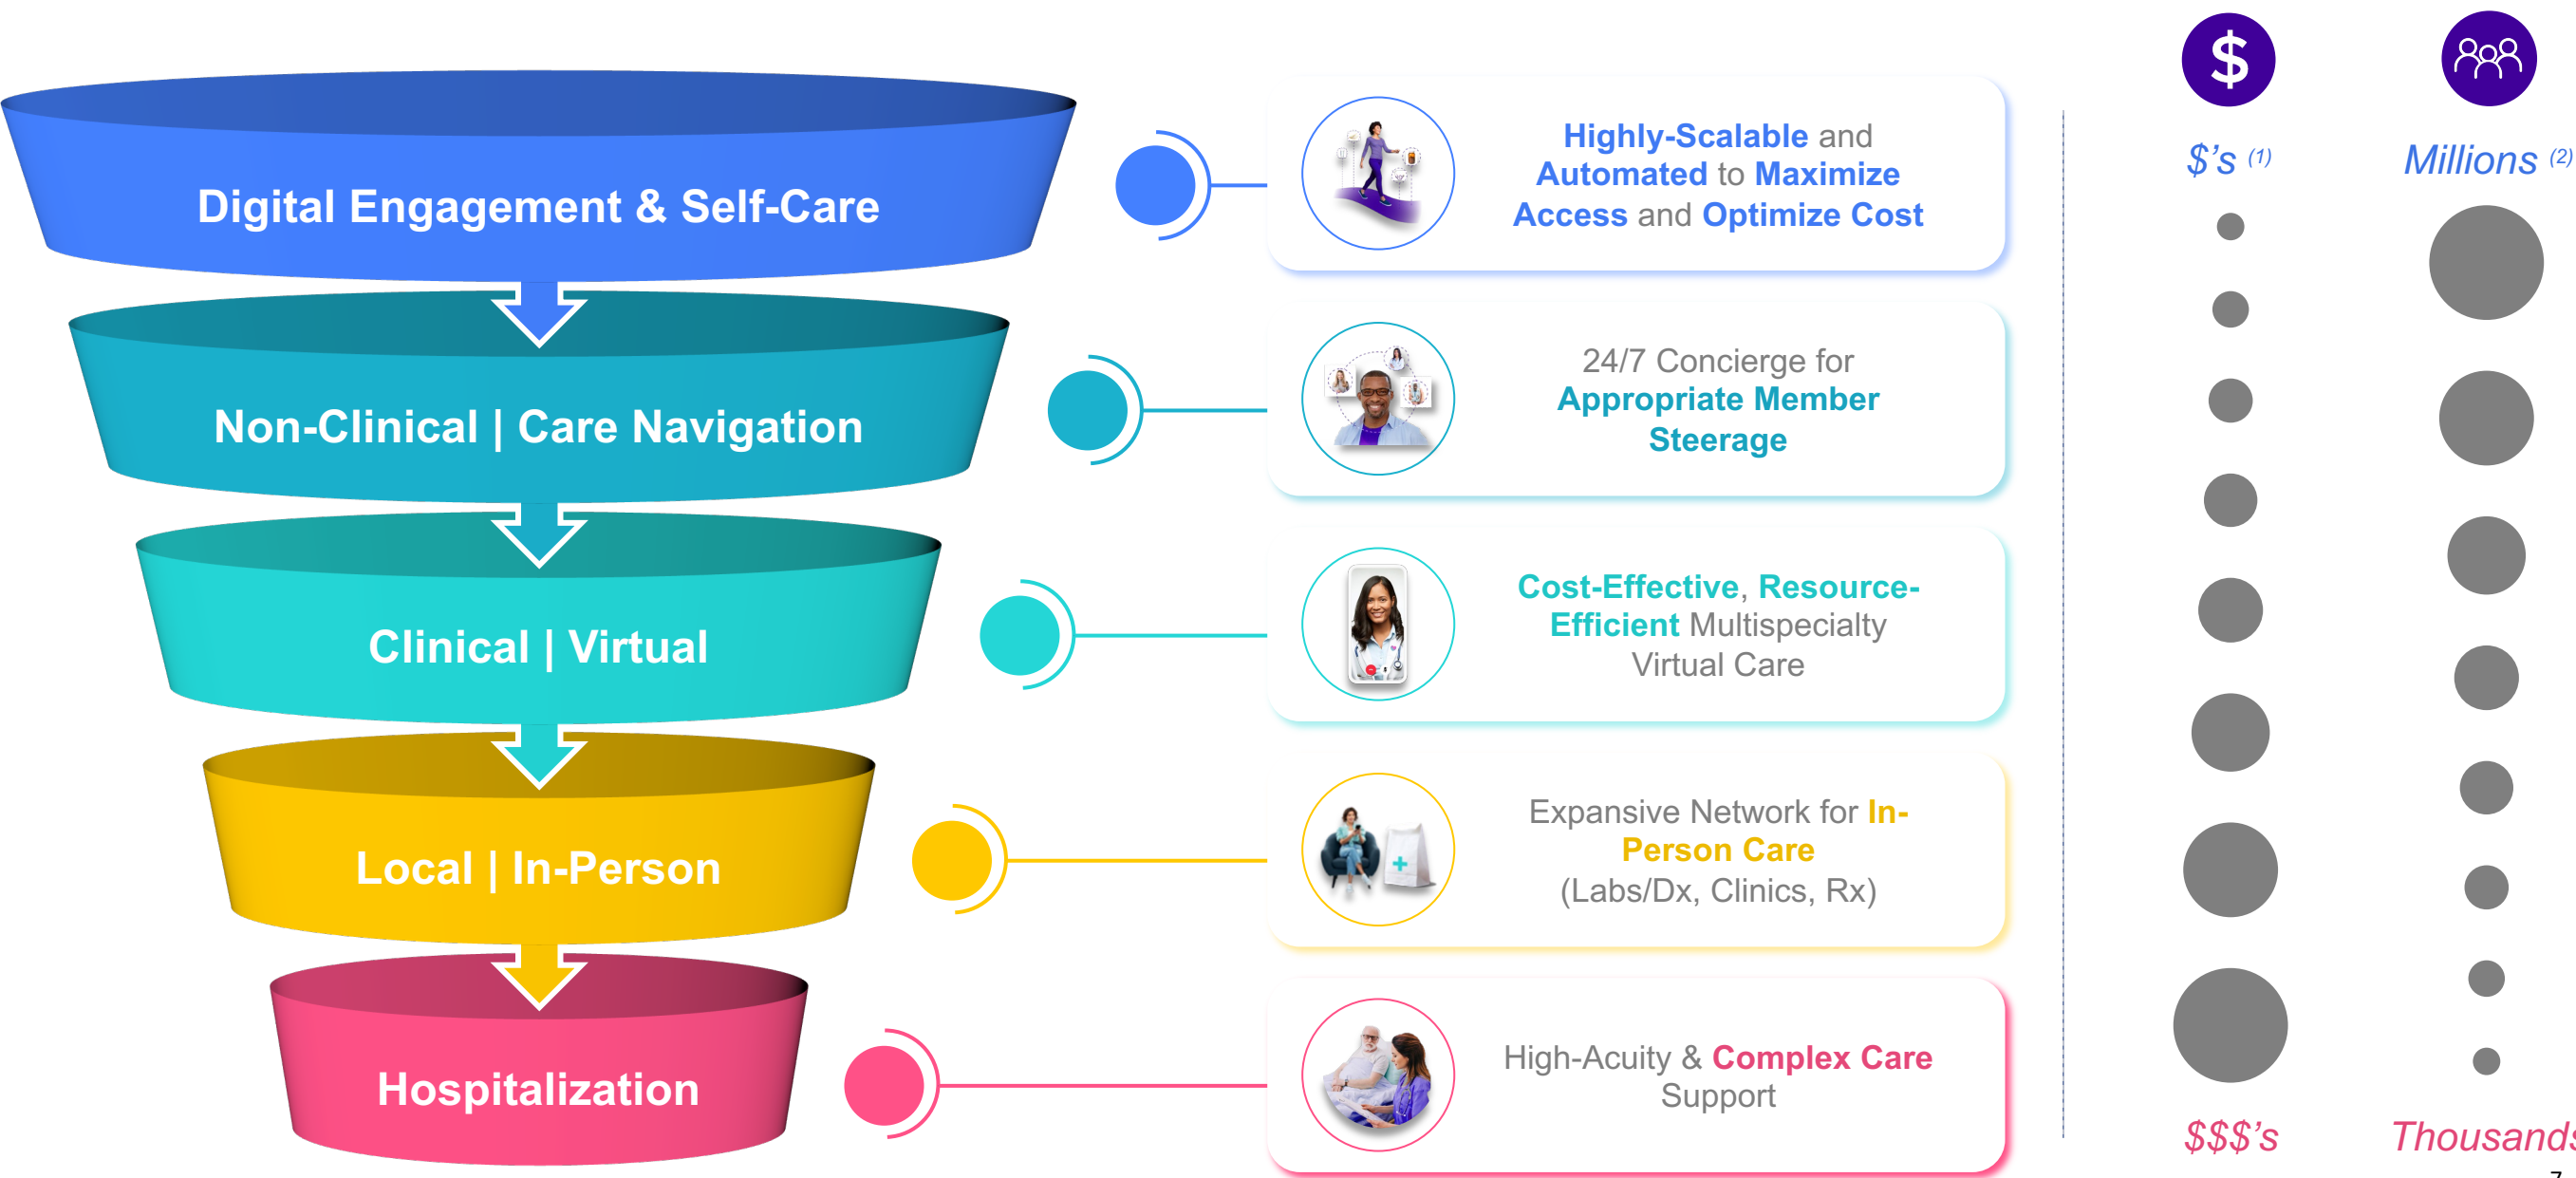 $
$'s (1)
Millions (2)
Digital Engagement & Self-Care
Highly-Scalable and
Automated to Maximize
Access and Optimize Cost
Non-Clinical | Care Navigation
24/7 Concierge for
Appropriate Member
Steerage
Clinical | Virtual
Cost-Effective, Resource-
Efficient Multispecialty
Virtual Care
Local | In-Person
Expansive Network for In-
Person Care
(Labs/Dx, Clinics, Rx)
Hospitalization
High-Acuity & Complex Care
Support
$$$'s
Thousands